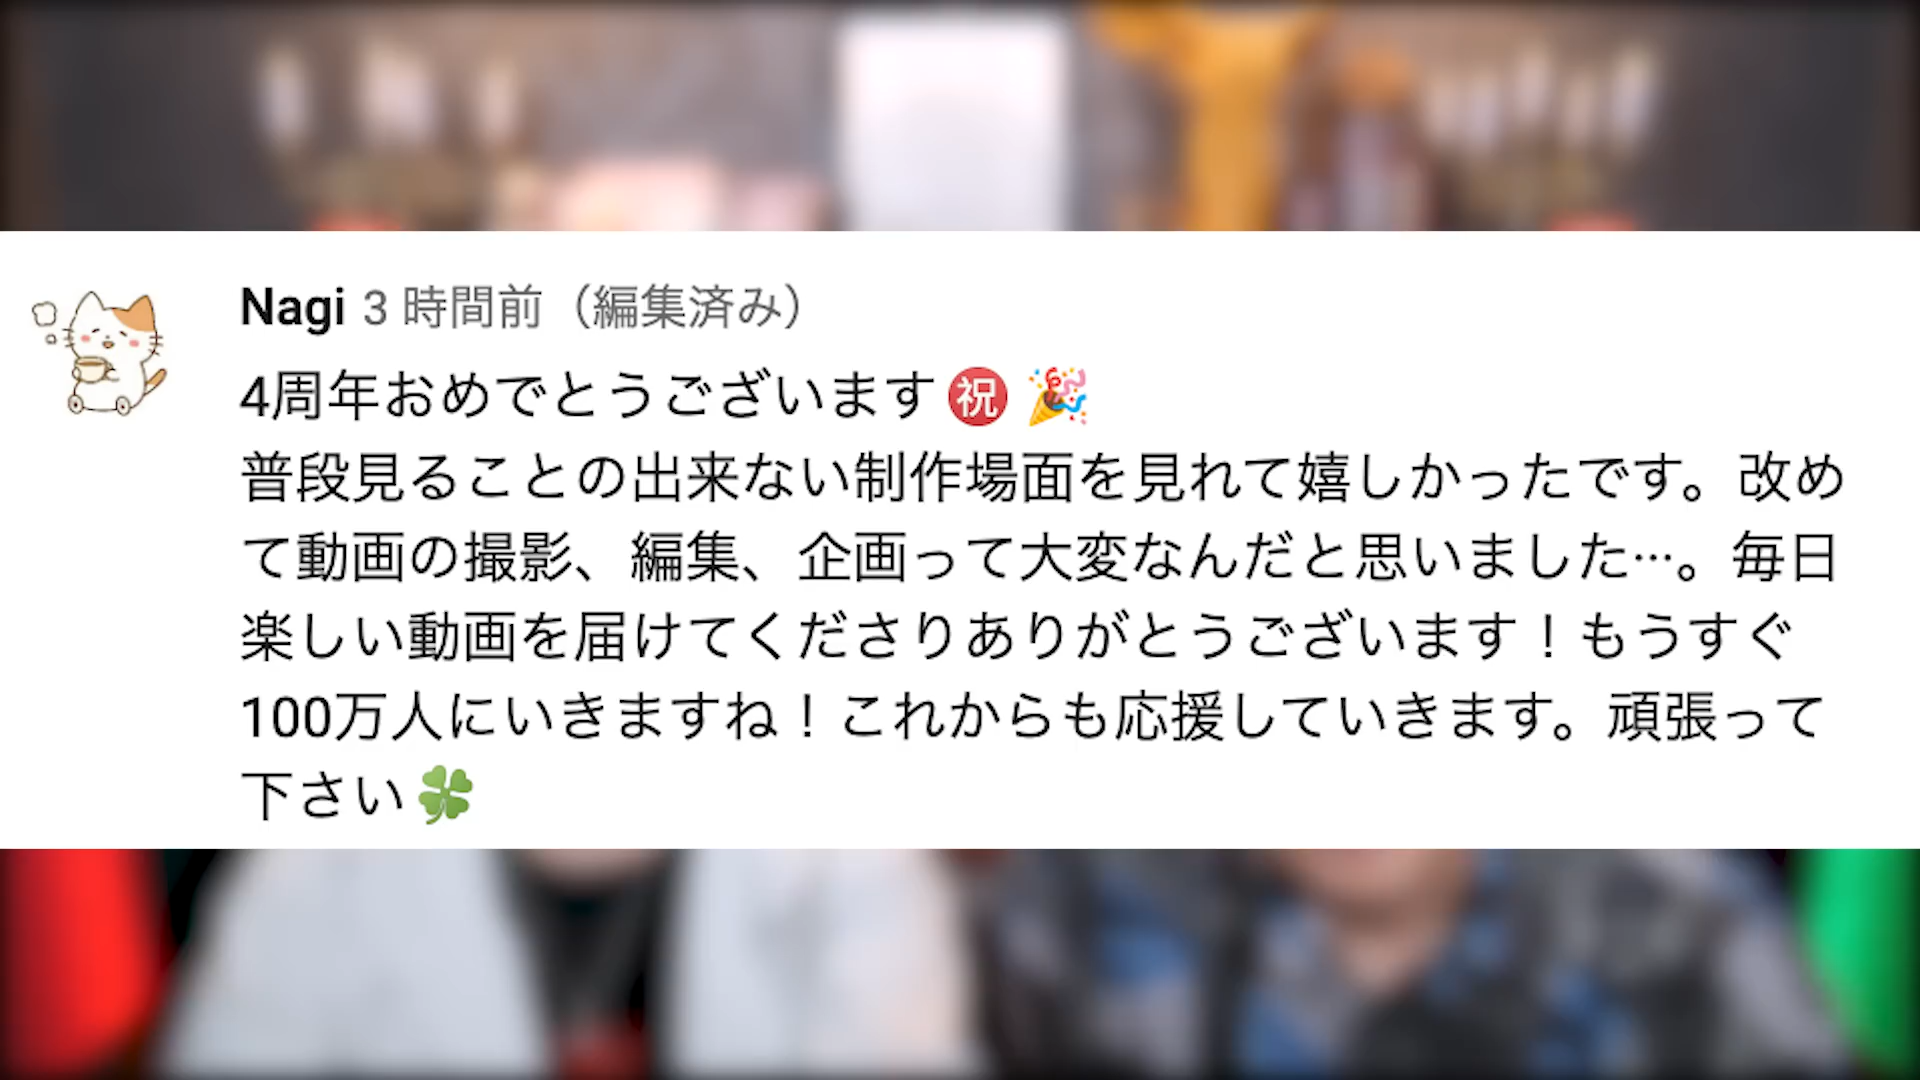 Nagi 3 時間前（編集済み）
4周年おめでとうございます㊗️🎉
普段見ることの出来ない制作場面を見れて嬉しかったです。改め
て動画の撮影、編集、企画って大変なんだと思いました…。毎日
楽しい動画を届けてくださりありがとうございます！もうすぐ
100万人にいきますね！これからも応援していきます。頑張って
下さい🍀